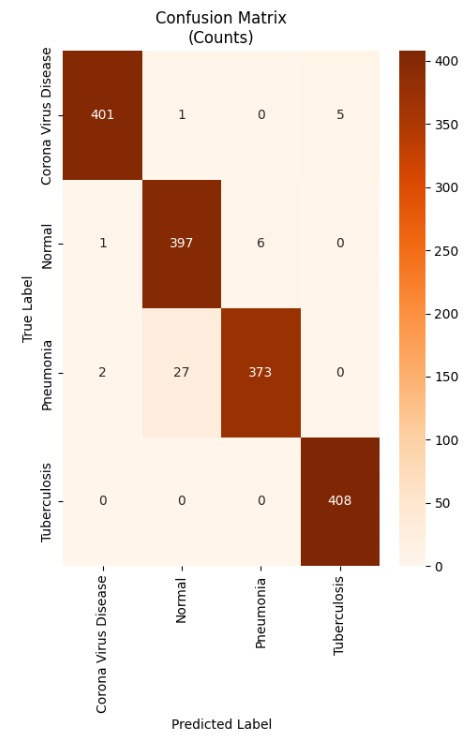 Confusion Matrix
(Counts)
True Label
Corona Virus Disease
401 1 0 5
Normal
1 397 6 0
Pneumonia
2 27 373 0
Tuberculosis
0 0 0 408
Corona Virus Disease
Normal
Pneumonia
Tuberculosis
Predicted Label
400
350
300
250
200
150
100
50
0